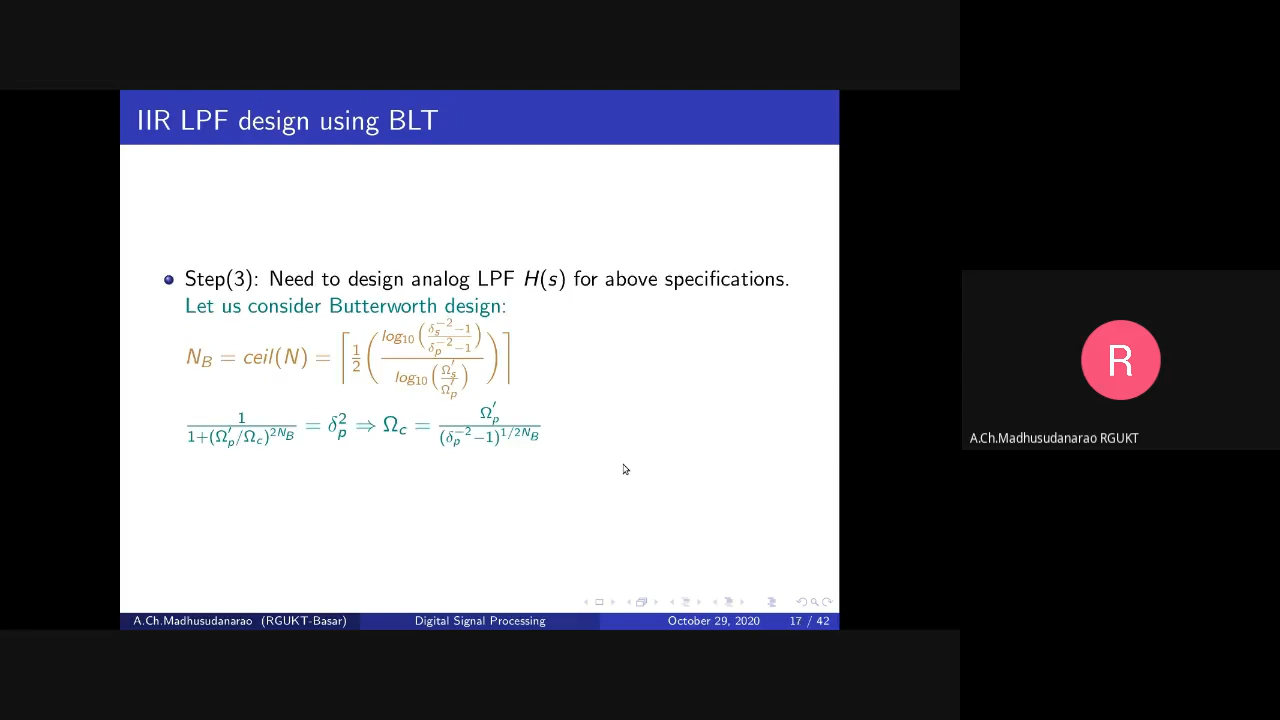 IIR LPF design using BLT
Step(3): Need to design analog LPF H(s) for above specifications.
Let us consider Butterworth design:
N_B = ceil(N) = ⌈ 1/2 ( log₁₀( (δ_s^−2 −1)/(δ_p^−2 −1) ) / log₁₀( Ω′_s/Ω′_p ) ) ⌉
1/(1+(Ω′_p/Ω_c)^2N_B) = δ_p^2 ⇒ Ω_c = Ω′_p/(δ_p^−2 −1)^1/2N_B
A.Ch.Madhusudanarao (RGUKT-Basar) Digital Signal Processing October 29, 2020 17 / 42
R
A.Ch.Madhusudanarao RGUKT